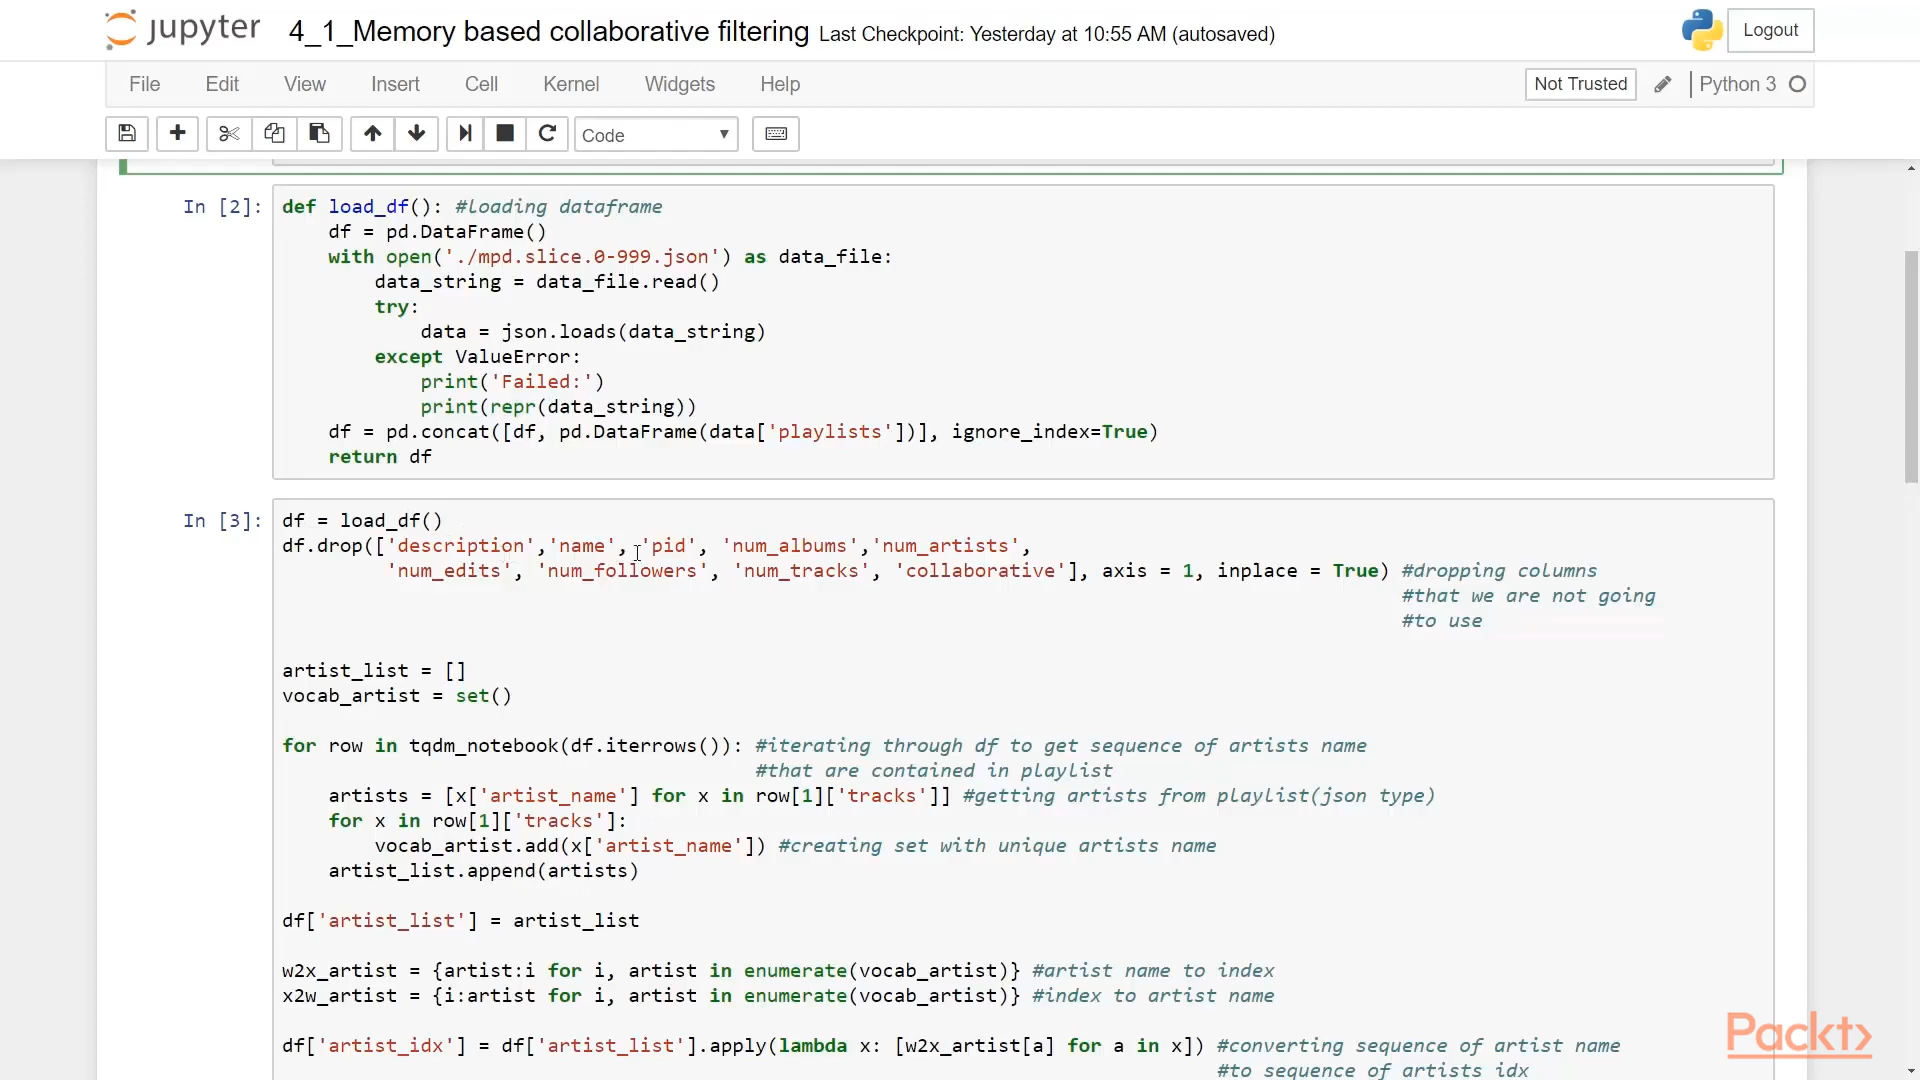 jupyter 4_1_Memory based collaborative filtering Last Checkpoint: Yesterday at 10:55 AM (autosaved) Logout
File Edit View Insert Cell Kernel Widgets Help Not Trusted Python 3
Code
In [2]: def load_df(): #loading dataframe
    df = pd.DataFrame()
    with open('./mpd.slice.0-999.json') as data_file:
        data_string = data_file.read()
        try:
            data = json.loads(data_string)
        except ValueError:
            print('Failed:')
            print(repr(data_string))
    df = pd.concat([df, pd.DataFrame(data['playlists'])], ignore_index=True)
    return df
In [3]: df = load_df()
df.drop(['description','name', 'pid', 'num_albums','num_artists',
         'num_edits', 'num_followers', 'num_tracks', 'collaborative'], axis = 1, inplace = True) #dropping columns
#that we are not going
#to use
artist_list = []
vocab_artist = set()
for row in tqdm_notebook(df.iterrows()): #iterating through df to get sequence of artists name
#that are contained in playlist
    artists = [x['artist_name'] for x in row[1]['tracks']] #getting artists from playlist(json type)
    for x in row[1]['tracks']:
        vocab_artist.add(x['artist_name']) #creating set with unique artists name
    artist_list.append(artists)
df['artist_list'] = artist_list
w2x_artist = {artist:i for i, artist in enumerate(vocab_artist)} #artist name to index
x2w_artist = {i:artist for i, artist in enumerate(vocab_artist)} #index to artist name
df['artist_idx'] = df['artist_list'].apply(lambda x: [w2x_artist[a] for a in x]) #converting sequence of artist name
#to sequence of artists idx
Packt>